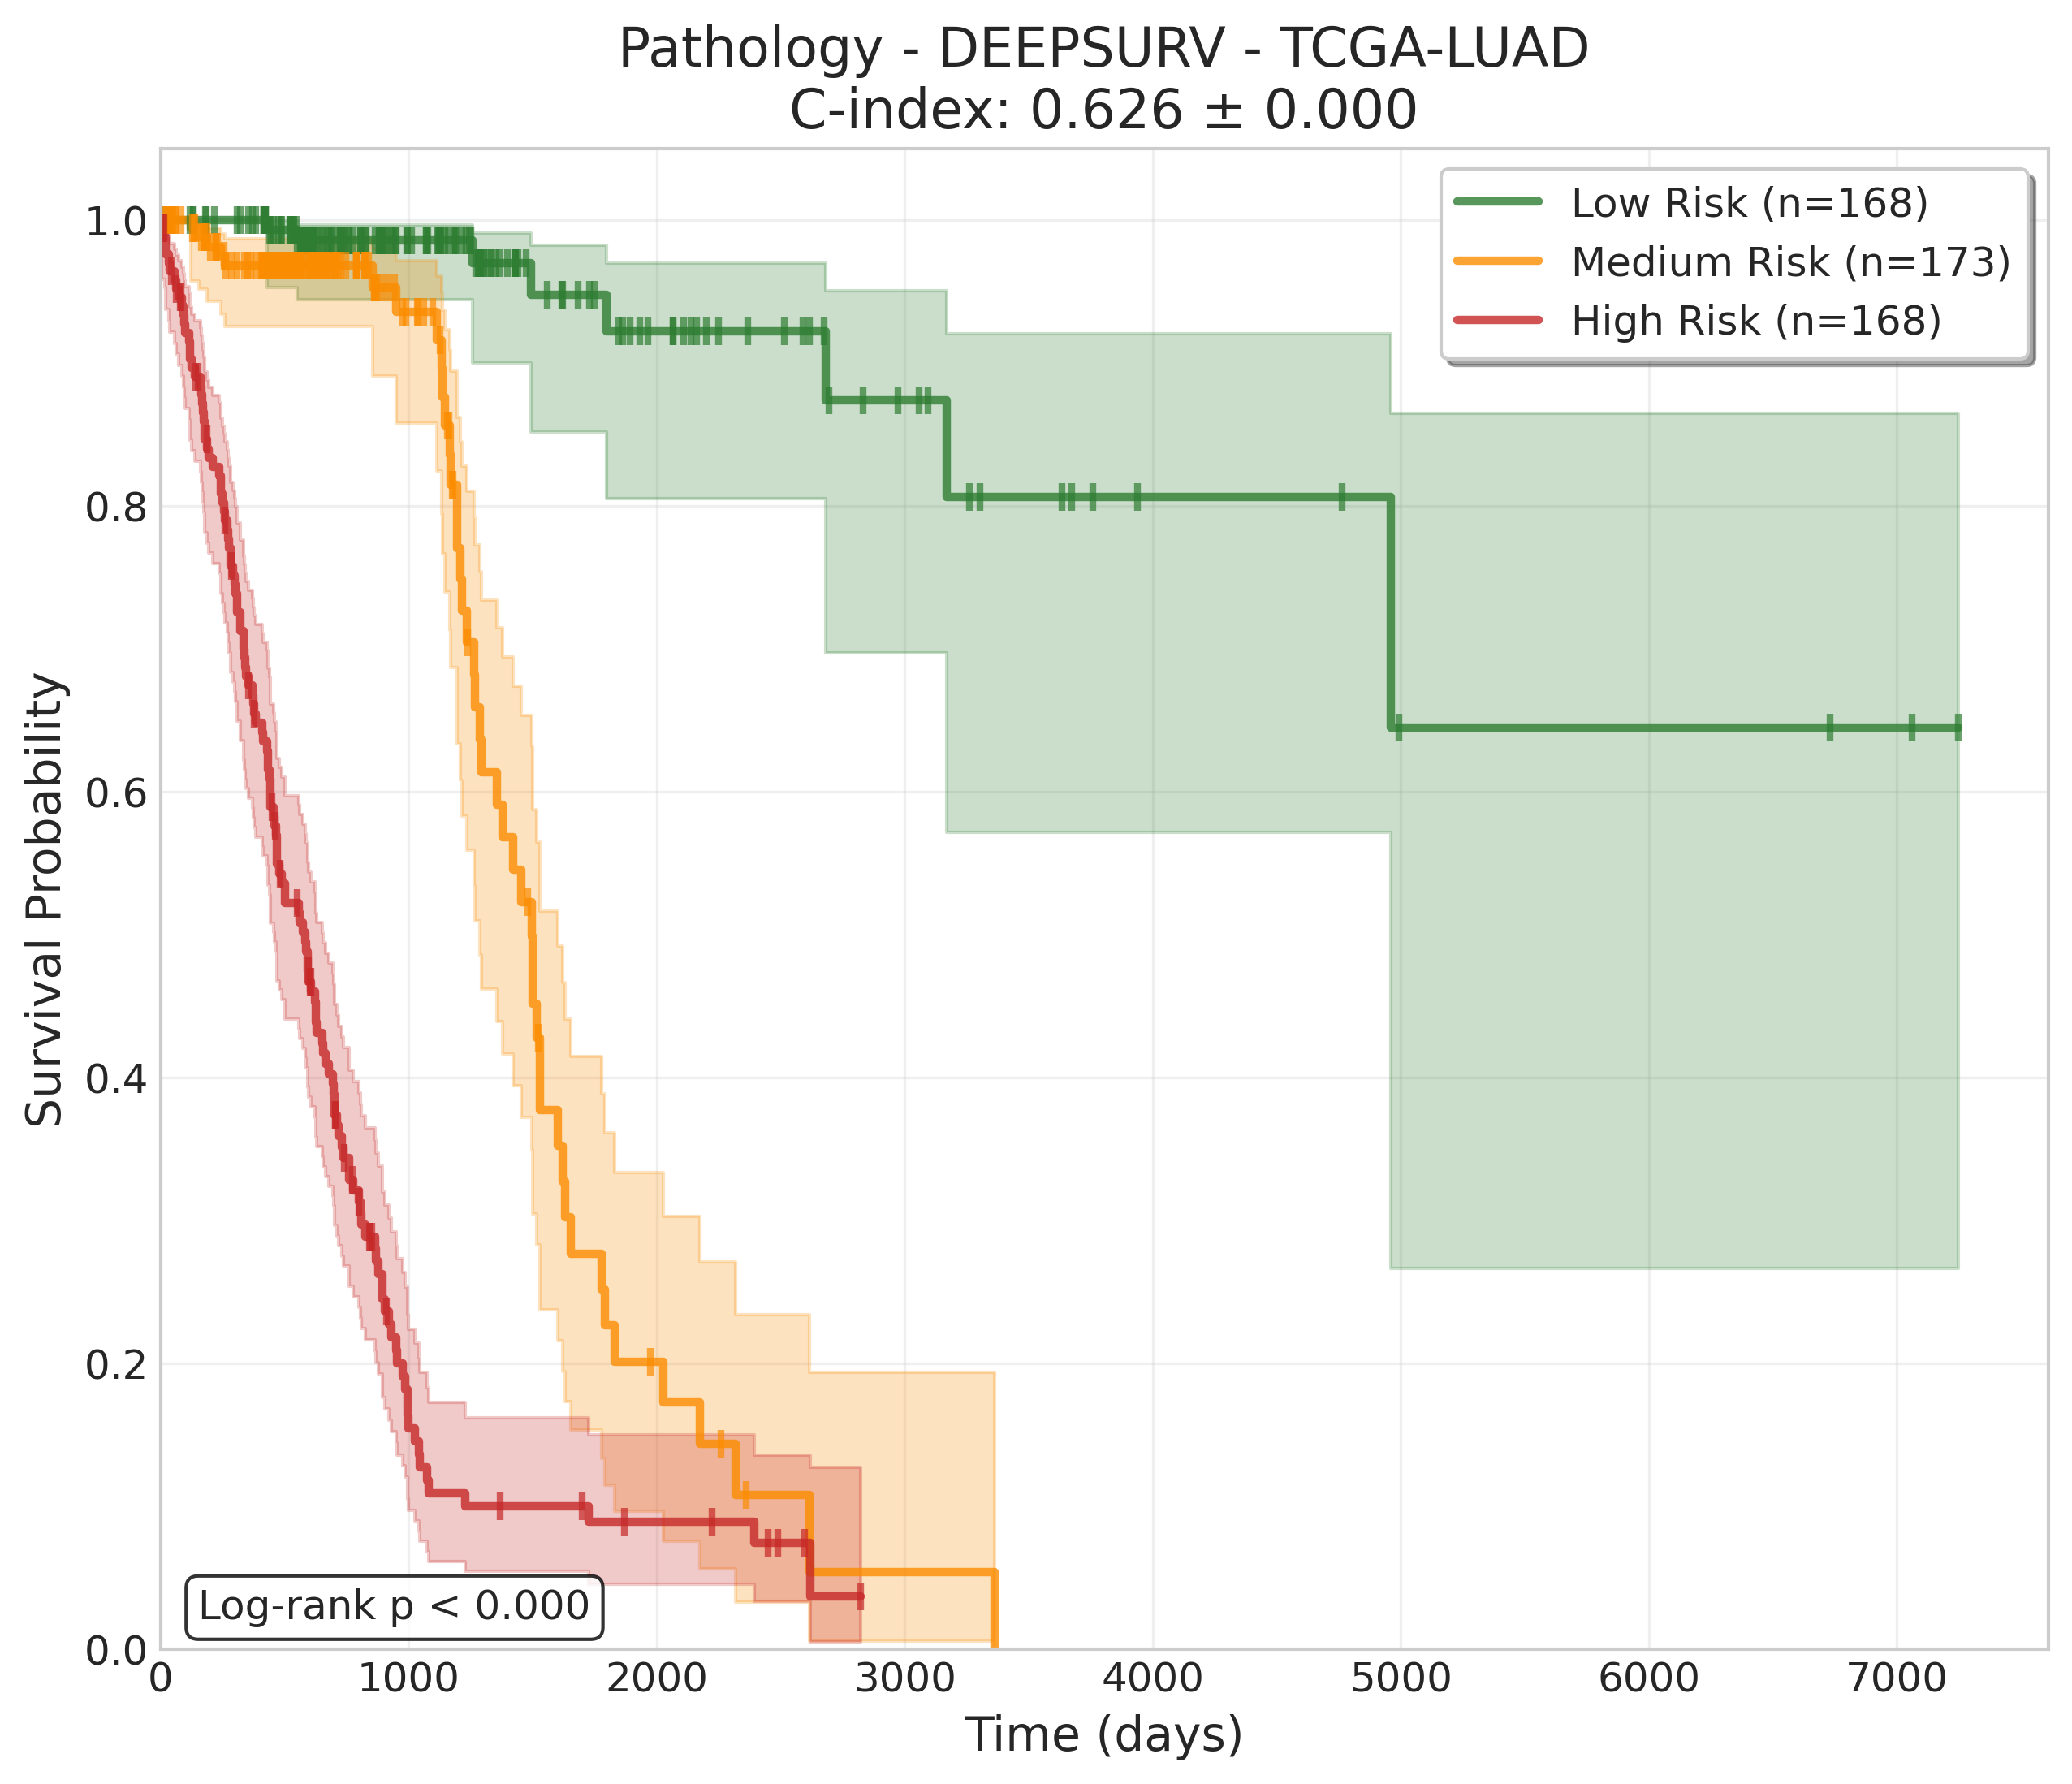 Pathology - DEEPSURV - TCGA-LUAD
C-index: 0.626 ± 0.000
Low Risk (n=168)
Medium Risk (n=173)
High Risk (n=168)
Survival Probability
1.0
0.8
0.6
0.4
0.2
0.0
Log-rank p < 0.000
0 1000 2000 3000 4000 5000 6000 7000
Time (days)